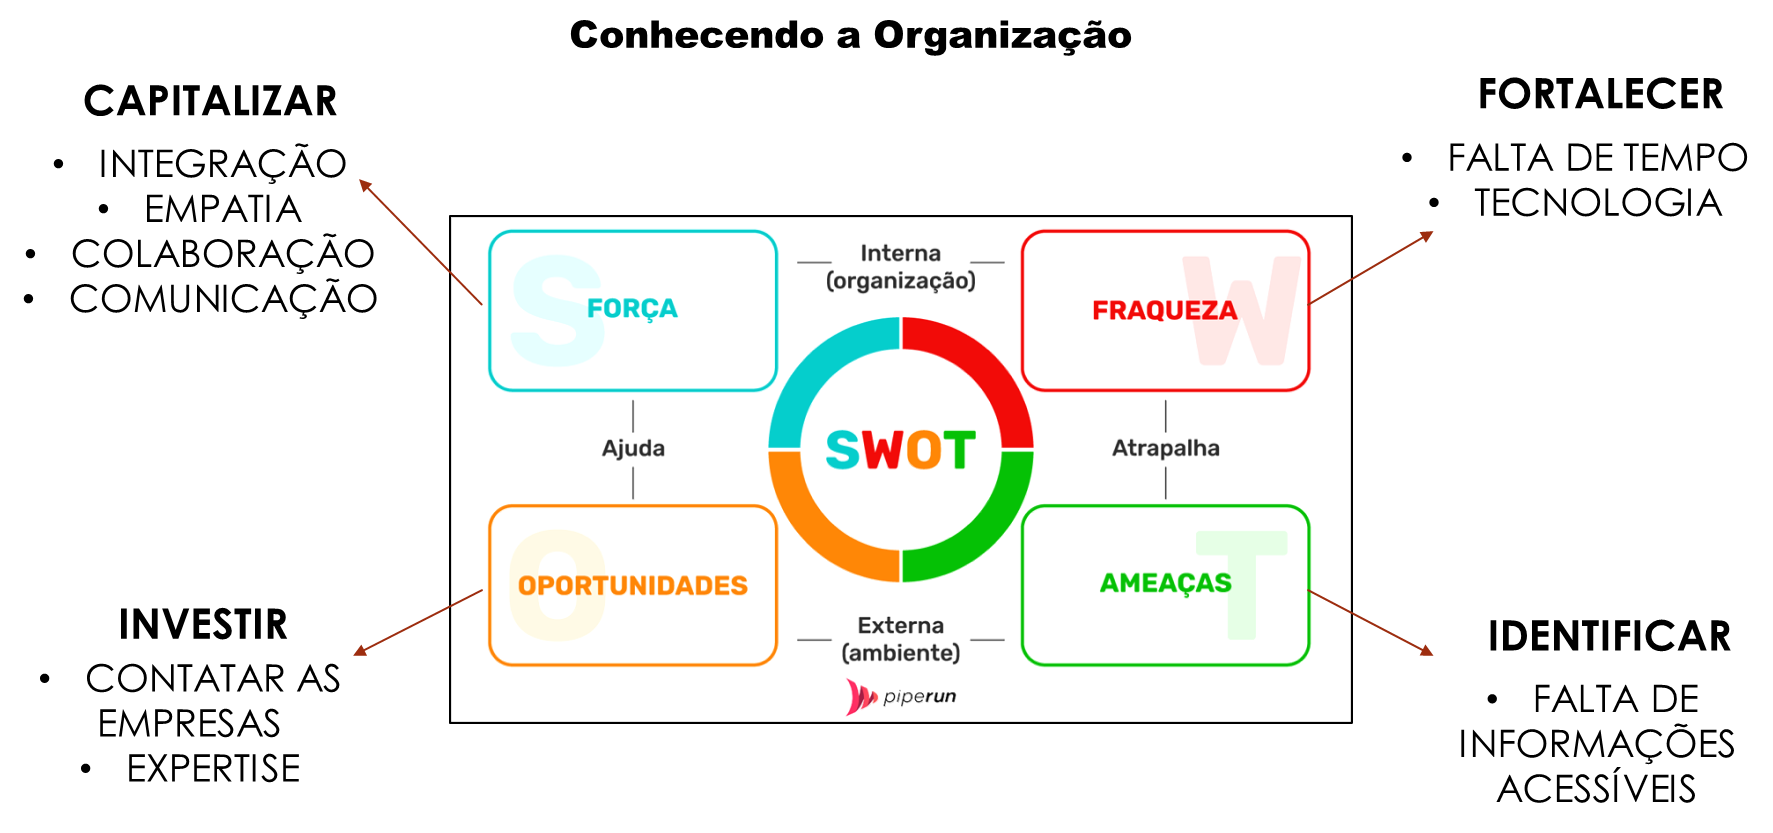 Conhecendo a Organização
CAPITALIZAR
• INTEGRAÇÃO
• EMPATIA
• COLABORAÇÃO
• COMUNICAÇÃO
FORTALECER
• FALTA DE TEMPO
• TECNOLOGIA
S
FORÇA
Interna
(organização)
W
FRAQUEZA
Ajuda
SWOT
Atrapalha
O
OPORTUNIDADES
T
AMEAÇAS
Externa
(ambiente)
piperun
INVESTIR
• CONTATAR AS
EMPRESAS
• EXPERTISE
IDENTIFICAR
• FALTA DE
INFORMAÇÕES
ACESSÍVEIS